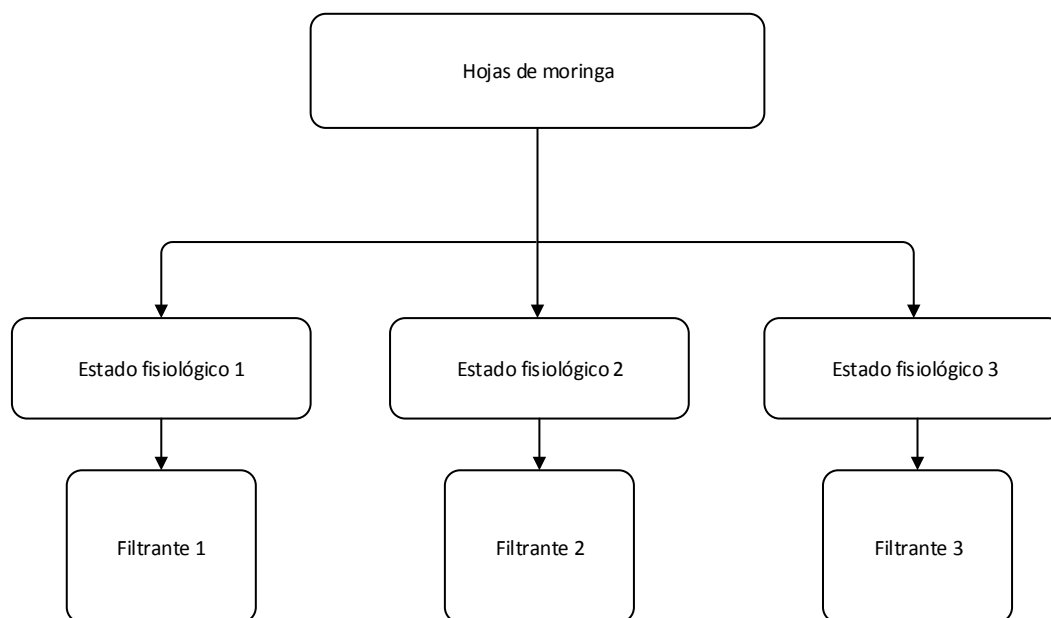 Hojas de moringa
Estado fisiológico 1
Estado fisiológico 2
Estado fisiológico 3
Filtrante 1
Filtrante 2
Filtrante 3